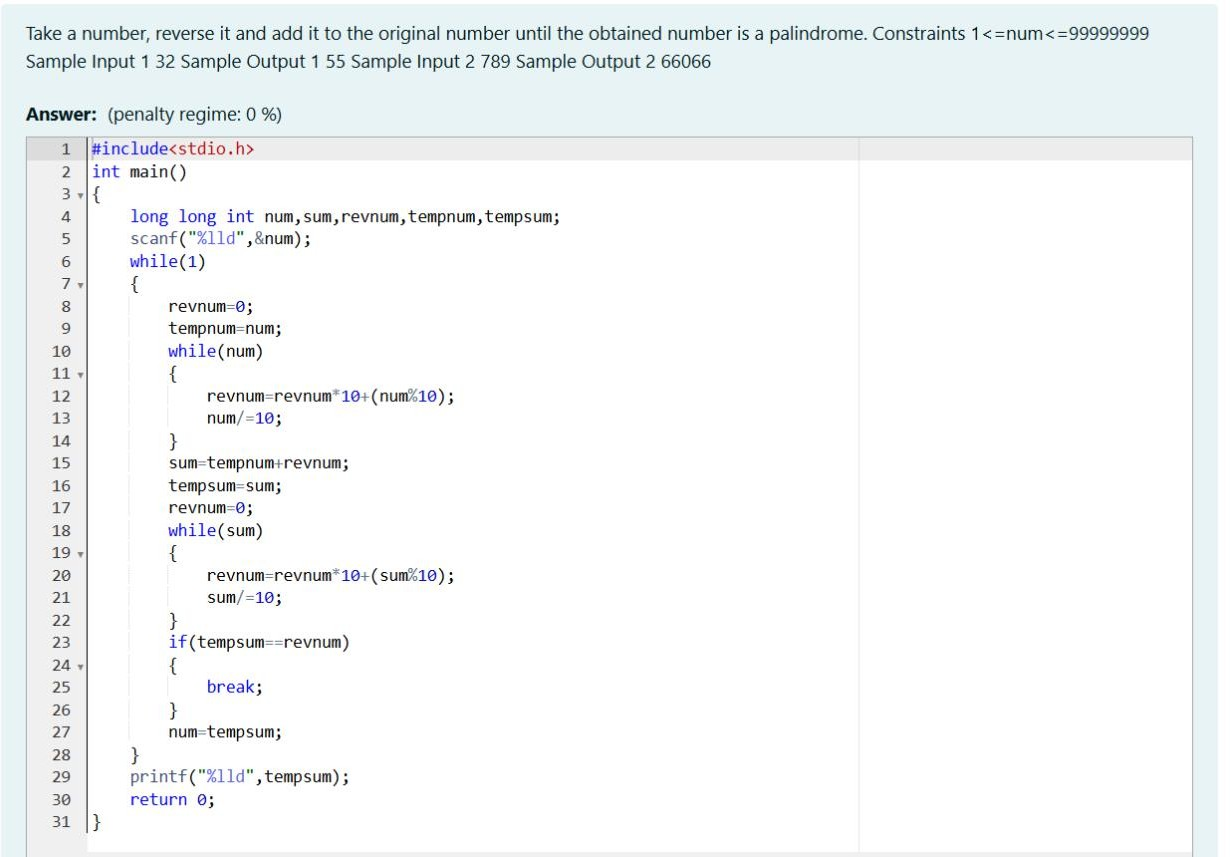 Take a number, reverse it and add it to the original number until the obtained number is a palindrome. Constraints 1<=num<=99999999
Sample Input 1 32 Sample Output 1 55 Sample Input 2 789 Sample Output 2 66066
Answer: (penalty regime: 0 %)
1 #include<stdio.h>
2 int main()
3 {
4     long long int num,sum,revnum,tempnum,tempsum;
5     scanf("%lld",&num);
6     while(1)
7     {
8         revnum=0;
9         tempnum=num;
10         while(num)
11         {
12             revnum=revnum*10+(num%10);
13             num/=10;
14         }
15         sum=tempnum+revnum;
16         tempsum=sum;
17         revnum=0;
18         while(sum)
19         {
20             revnum=revnum*10+(sum%10);
21             sum/=10;
22         }
23         if(tempsum==revnum)
24         {
25             break;
26         }
27         num=tempsum;
28     }
29     printf("%lld",tempsum);
30     return 0;
31 }